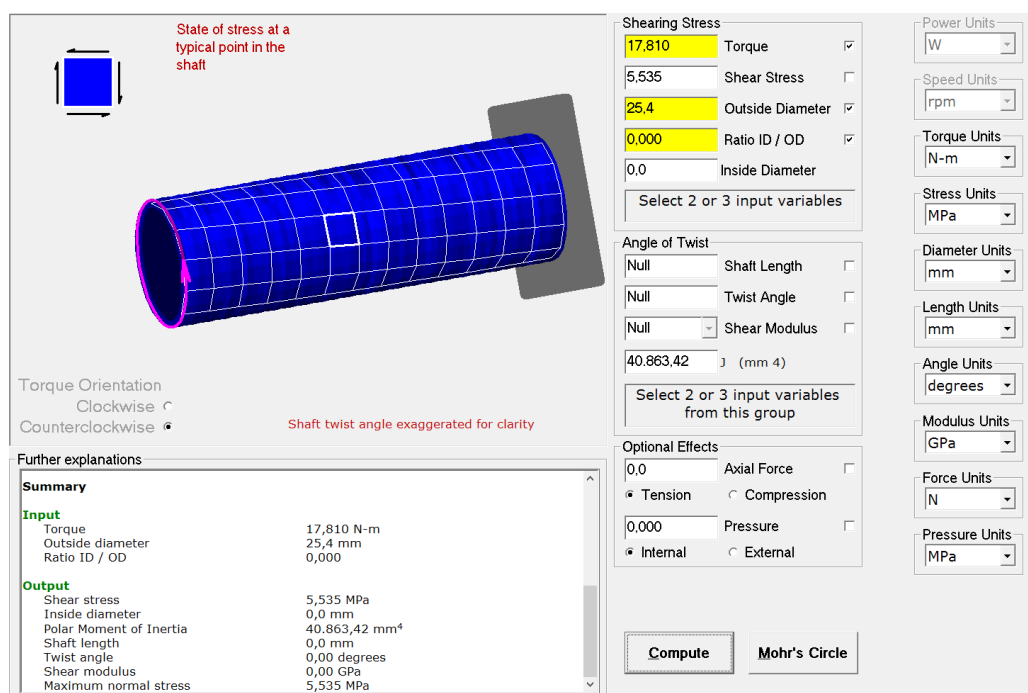 State of stress at a
typical point in the
shaft
Torque Orientation
Clockwise
Counterclockwise
Shaft twist angle exaggerated for clarity
Further explanations
Summary
Input
Torque 17,810 N-m
Outside diameter 25,4 mm
Ratio ID / OD 0,000
Output
Shear stress 5,535 MPa
Inside diameter 0,0 mm
Polar Moment of Inertia 40.863,42 mm⁴
Shaft length 0,0 mm
Twist angle 0,00 degrees
Shear modulus 0,00 GPa
Maximum normal stress 5,535 MPa
Shearing Stress
17,810 Torque
5,535 Shear Stress
25,4 Outside Diameter
0,000 Ratio ID / OD
0,0 Inside Diameter
Select 2 or 3 input variables
Angle of Twist
Null Shaft Length
Null Twist Angle
Null Shear Modulus
40.863,42 J (mm 4)
Select 2 or 3 input variables
from this group
Optional Effects
0,0 Axial Force
Tension Compression
0,000 Pressure
Internal External
Compute Mohr's Circle
Power Units
W
Speed Units
rpm
Torque Units
N-m
Stress Units
MPa
Diameter Units
mm
Length Units
mm
Angle Units
degrees
Modulus Units
GPa
Force Units
N
Pressure Units
MPa